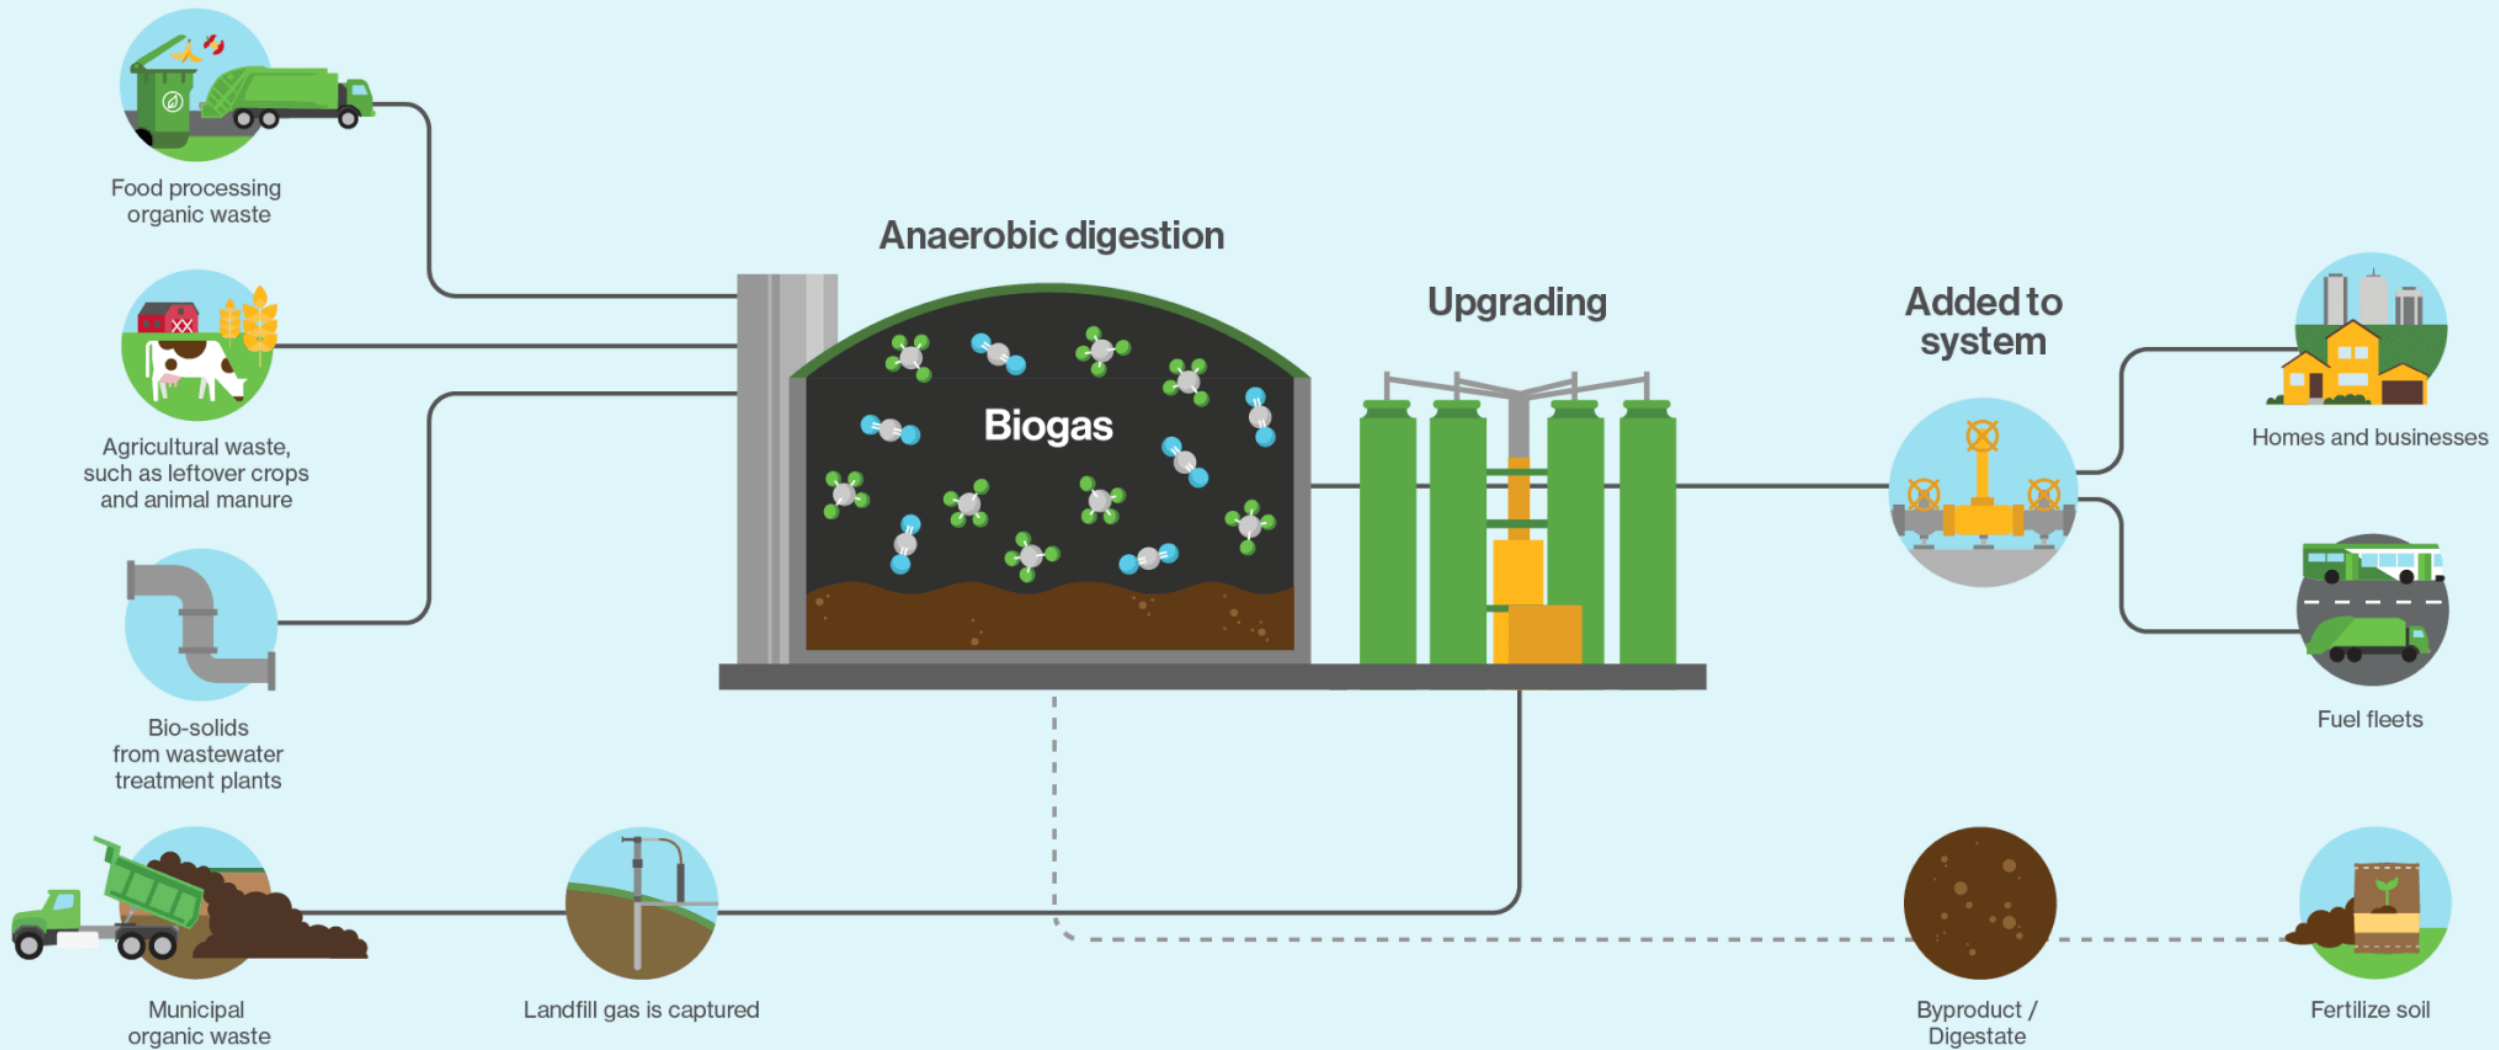 Food processing
organic waste
Agricultural waste,
such as leftover crops
and animal manure
Bio-solids
from wastewater
treatment plants
Municipal
organic waste
Landfill gas is captured
Anaerobic digestion
Biogas
Upgrading
Added to
system
Homes and businesses
Fuel fleets
Byproduct /
Digestate
Fertilize soil